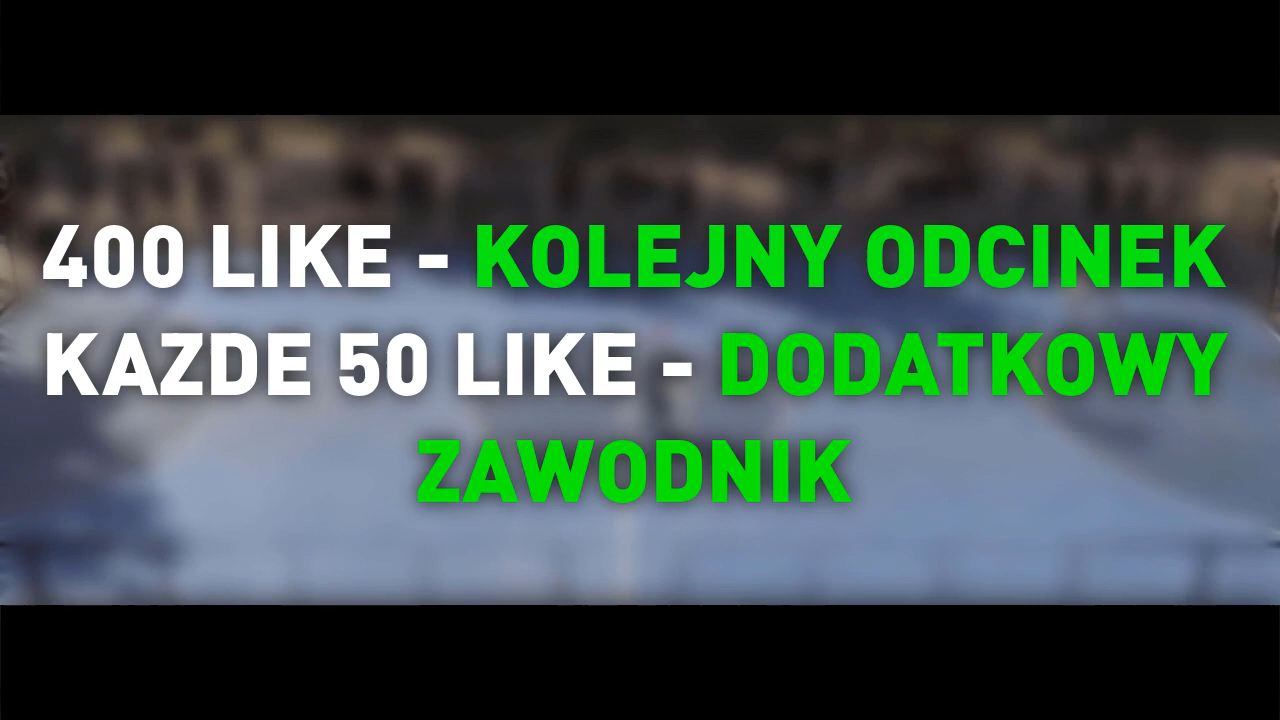 400 LIKE - KOLEJNY ODCINEK
KAZDE 50 LIKE - DODATKOWY
ZAWODNIK